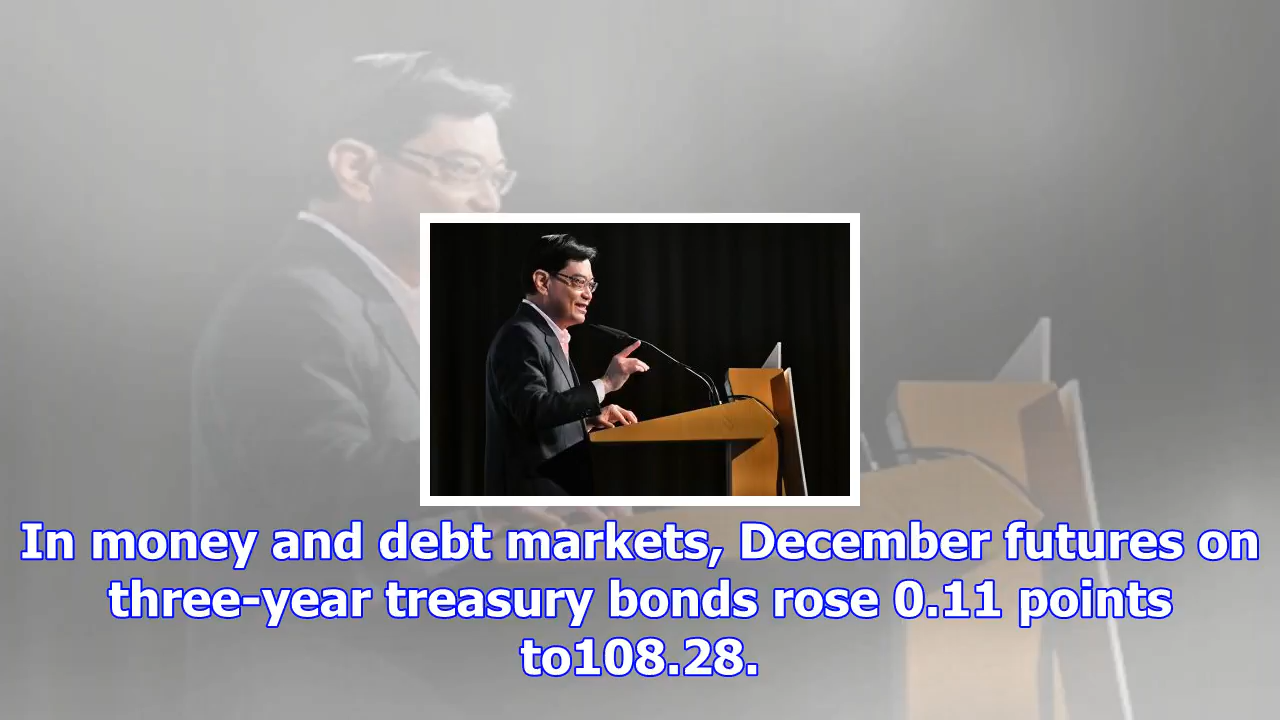 In money and debt markets, December futures on
three-year treasury bonds rose 0.11 points
to108.28.